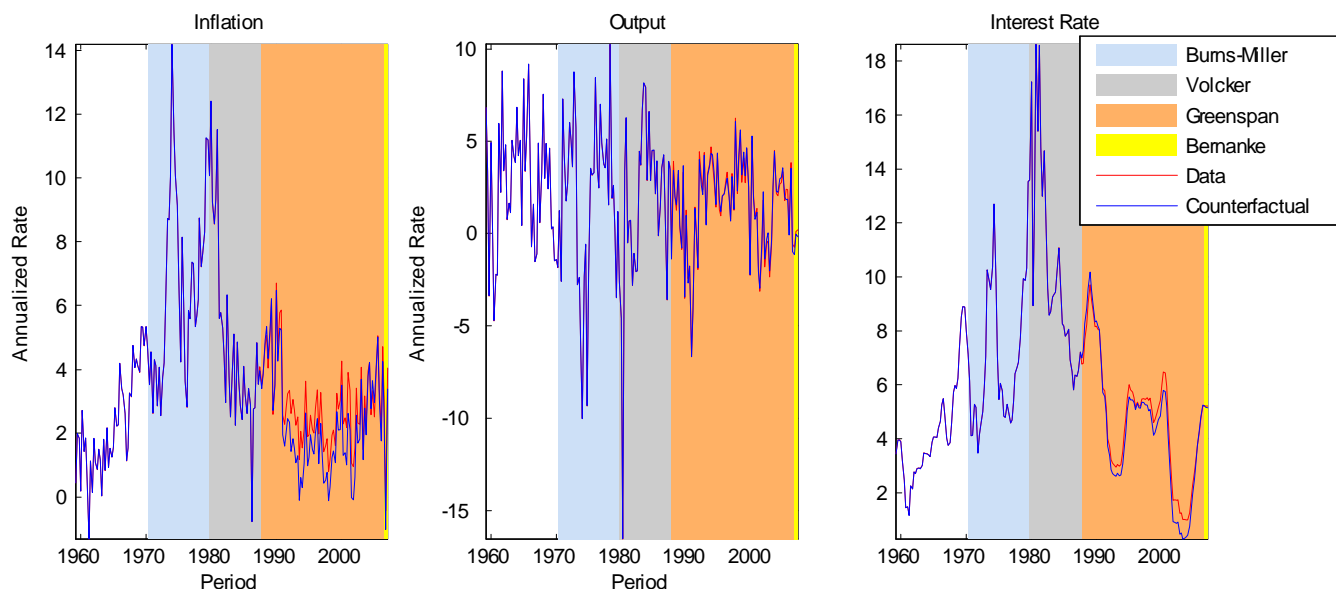 Inflation
Output
Interest Rate
Annualized Rate
14
12
10
8
6
4
2
0
1960 1970 1980 1990 2000
Period
Annualized Rate
10
5
0
-5
-10
-15
1960 1970 1980 1990 2000
Period
18
16
14
12
10
8
6
4
2
1960 1970 1980 1990 2000
Burns-Miller
Volcker
Greenspan
Bernanke
Data
Counterfactual